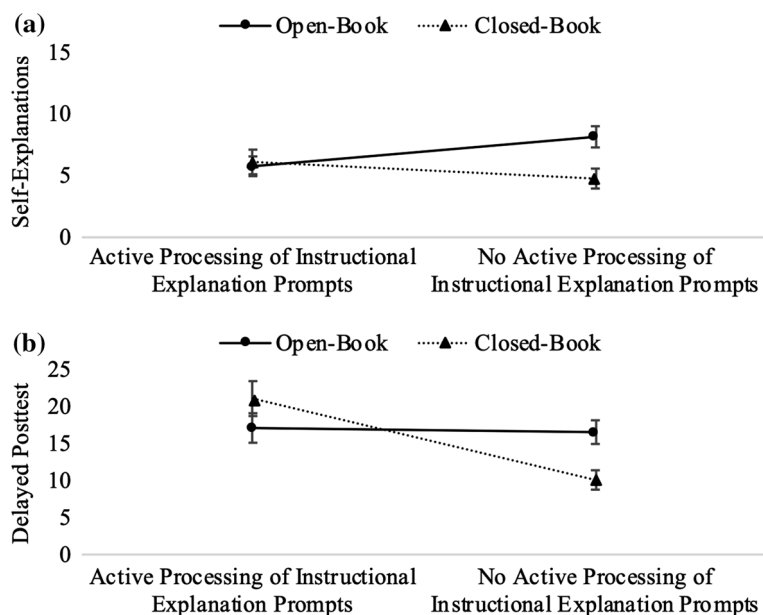 (a)
Open-Book Closed-Book
15
10
5
0
Self-Explanations
Active Processing of Instructional Explanation Prompts
No Active Processing of Instructional Explanation Prompts
(b)
Open-Book Closed-Book
25
20
15
10
5
0
Delayed Posttest
Active Processing of Instructional Explanation Prompts
No Active Processing of Instructional Explanation Prompts